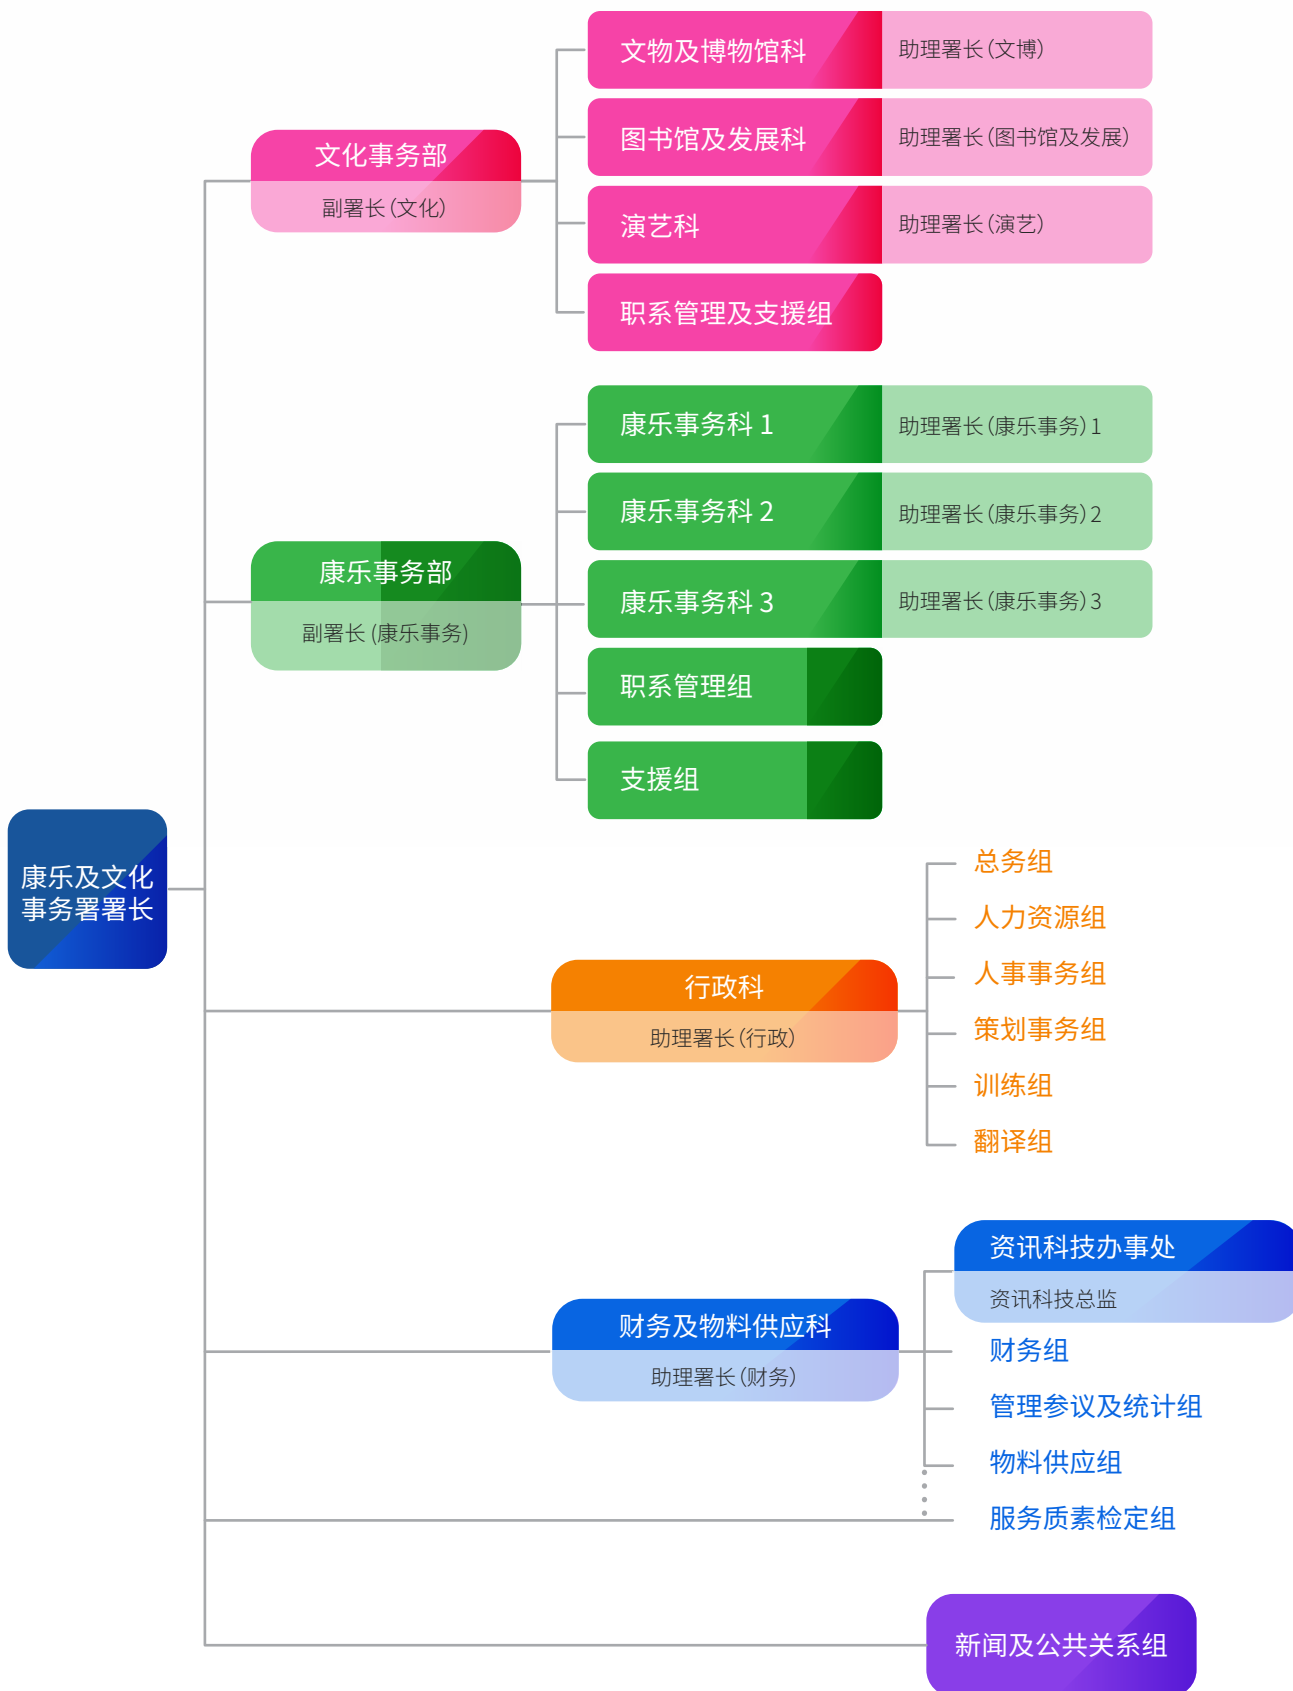 文物及博物馆科
助理署长(文博)
图书馆及发展科
助理署长(图书馆及发展)
文化事务部
副署长(文化)
演艺科
助理署长(演艺)
职系管理及支援组
康乐事务科 1
助理署长(康乐事务)1
康乐事务科 2
助理署长(康乐事务)2
康乐事务部
副署长 (康乐事务)
康乐事务科 3
助理署长(康乐事务)3
职系管理组
支援组
康乐及文化
事务署署长
总务组
人力资源组
人事事务组
行政科
助理署长(行政)
策划事务组
训练组
翻译组
资讯科技办事处
资讯科技总监
财务及物料供应科
助理署长(财务)
财务组
管理参议及统计组
物料供应组
服务质素检定组
新闻及公共关系组